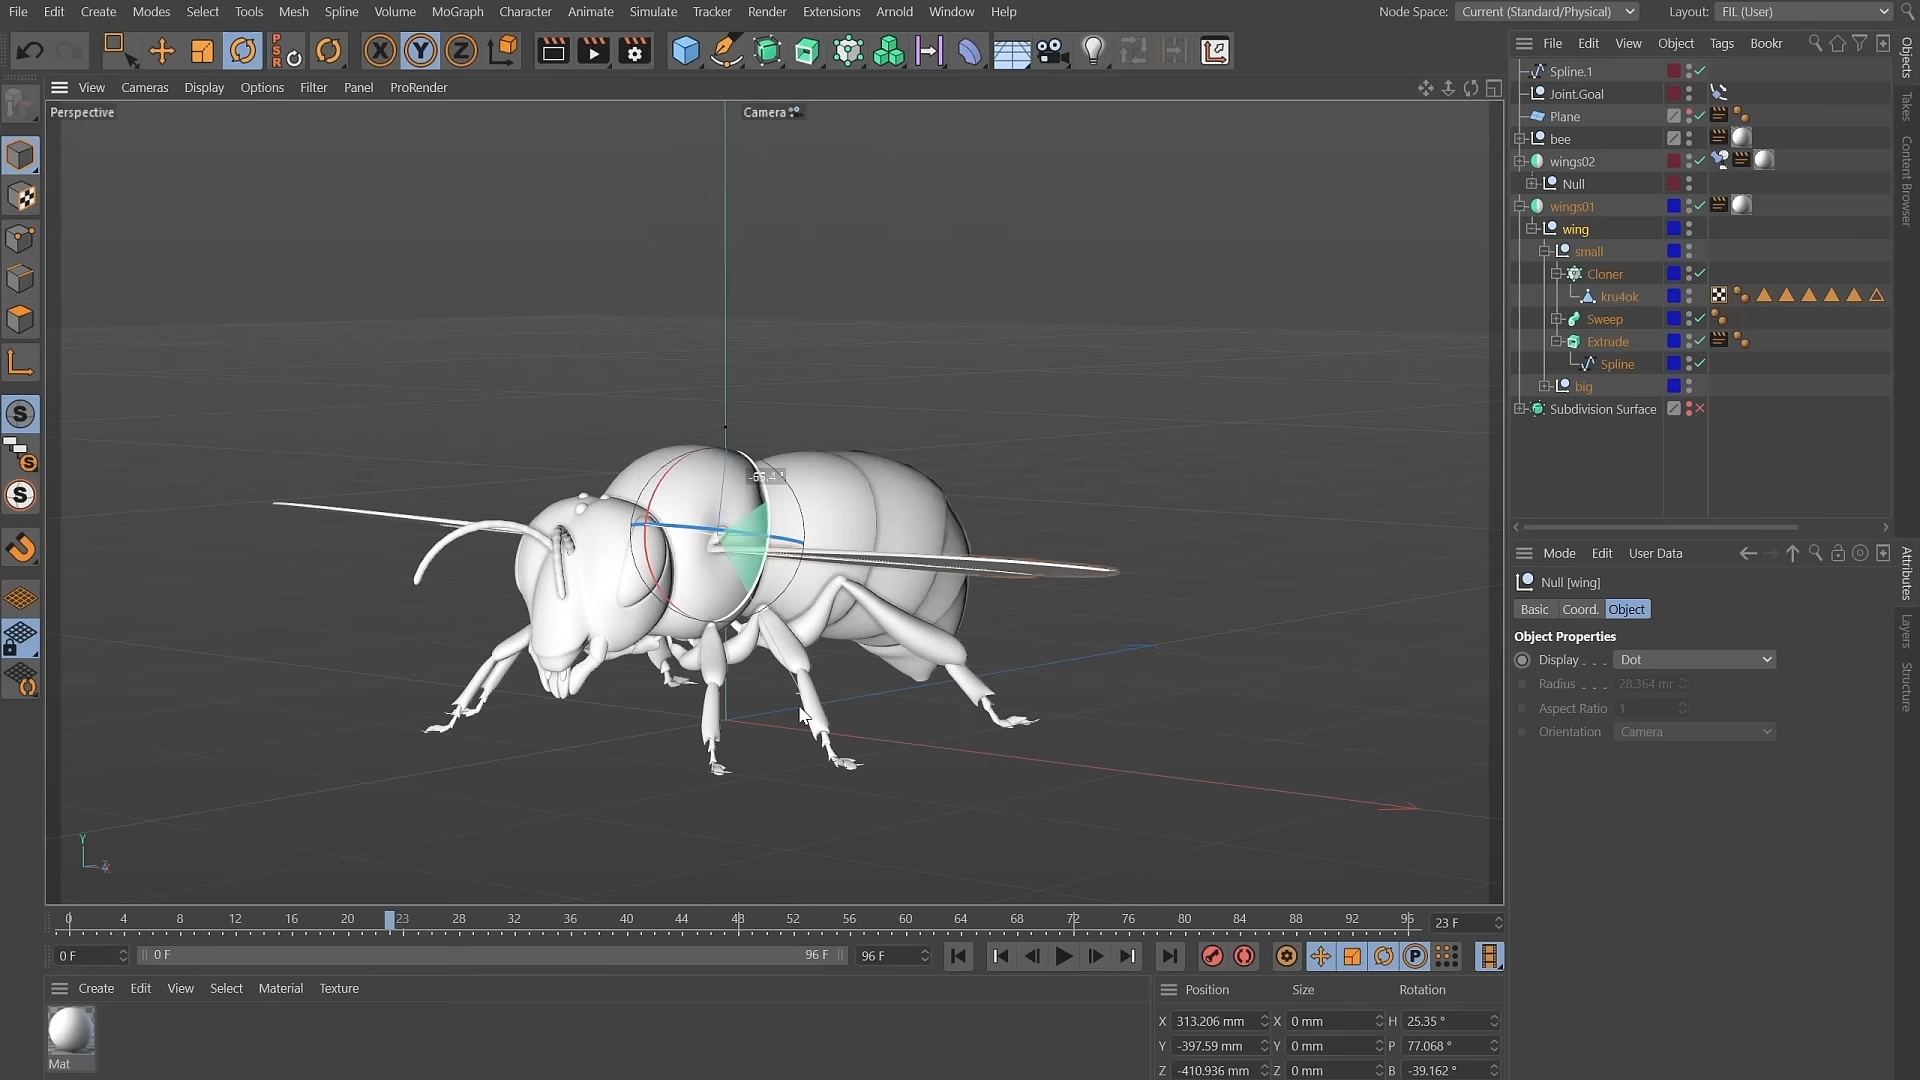 File Edit Create Modes Select Tools Mesh Spline Volume MoGraph Character Animate Simulate Tracker Render Extensions Arnold Window Help
Node Space: Current (Standard/Physical) Layout: FIL (User)
PSR X Y Z
File Edit View Object Tags Bookr
View Cameras Display Options Filter Panel ProRender
Perspective
Camera
Spline.1
Joint.Goal
Plane
bee
wings02
Null
wings01
wing
small
Cloner
kru4ok
Sweep
Extrude
Spline
big
Subdivision Surface
Objects
Takes
Content Browser
Mode Edit User Data
Null [wing]
Basic Coord. Object
Object Properties
Display Dot
Radius 28.364 mr
Aspect Ratio 1
Orientation Camera
Attributes
Layers
Structure
Y
0 4 8 12 16 20 23 28 32 36 40 44 48 52 56 60 64 68 72 76 80 84 88 92 96
23 F
0 F 0 F 96 F 96 F
Create Edit View Select Material Texture
Mat
Position Size Rotation
X 313.206 mm X 0 mm H 25.35 °
Y -397.59 mm Y 0 mm P 77.068 °
Z -410.936 mm Z 0 mm B -39.162 °